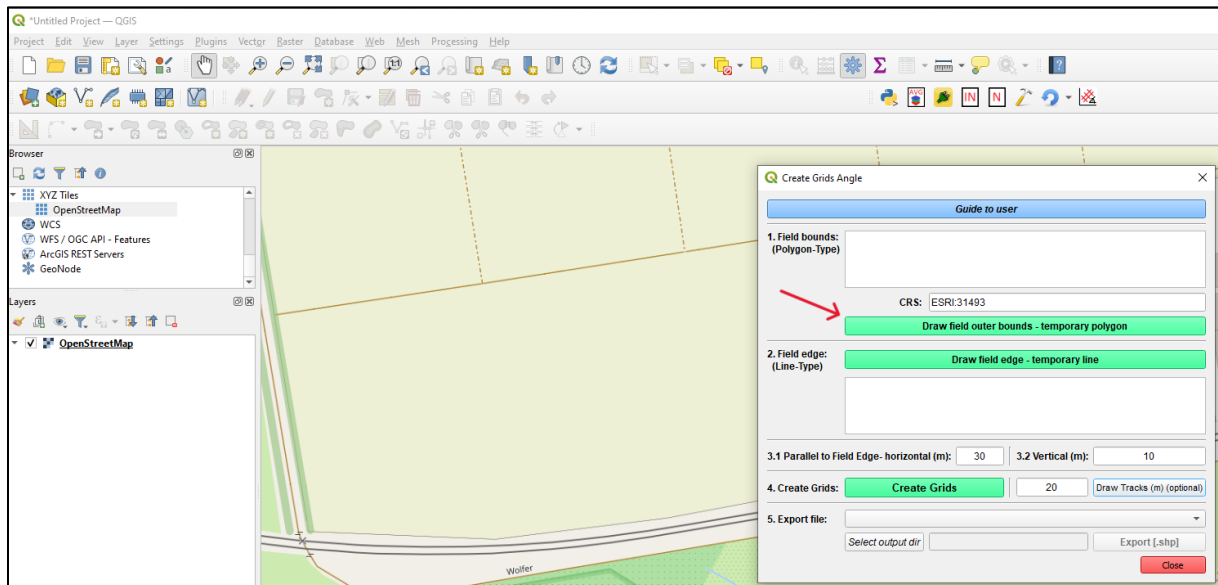 *Untitled Project — QGIS
Project Edit View Layer Settings Plugins Vector Raster Database Web Mesh Processing Help
1:1
Σ
?
AVG
IN
N
Browser
XYZ Tiles
OpenStreetMap
WCS
WFS / OGC API - Features
ArcGIS REST Servers
GeoNode
Layers
OpenStreetMap
Wolfer
Create Grids Angle
Guide to user
1. Field bounds:
(Polygon-Type)
CRS: ESRI:31493
Draw field outer bounds - temporary polygon
2. Field edge:
(Line-Type)
Draw field edge - temporary line
3.1 Parallel to Field Edge- horizontal (m): 30 3.2 Vertical (m): 10
4. Create Grids: Create Grids 20 Draw Tracks (m) (optional)
5. Export file:
Select output dir Export [.shp]
Close